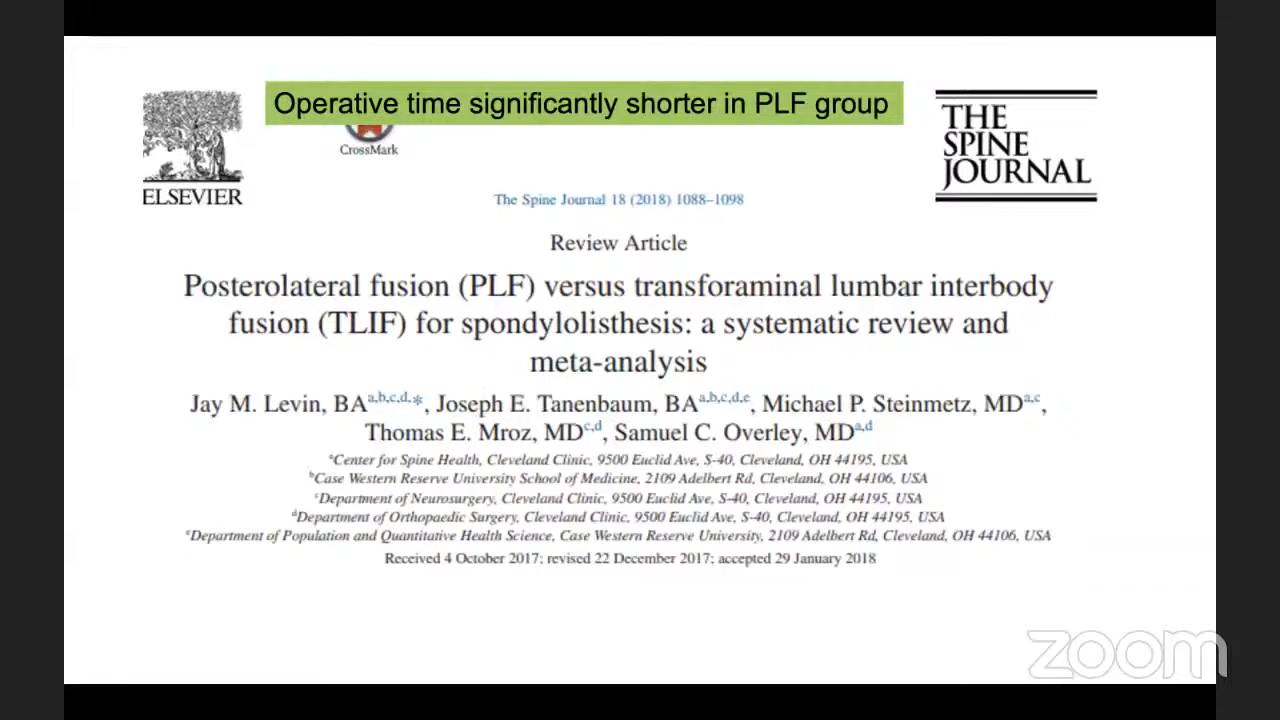 Operative time significantly shorter in PLF group
CrossMark
ELSEVIER
THE
SPINE
JOURNAL
The Spine Journal 18 (2018) 1088–1098
Review Article
Posterolateral fusion (PLF) versus transforaminal lumbar interbody
fusion (TLIF) for spondylolisthesis: a systematic review and
meta-analysis
Jay M. Levin, BAa,b,c,d,*, Joseph E. Tanenbaum, BAa,b,c,d,e, Michael P. Steinmetz, MDa,c,
Thomas E. Mroz, MDc,d, Samuel C. Overley, MDa,d
aCenter for Spine Health, Cleveland Clinic, 9500 Euclid Ave, S-40, Cleveland, OH 44195, USA
bCase Western Reserve University School of Medicine, 2109 Adelbert Rd, Cleveland, OH 44106, USA
cDepartment of Neurosurgery, Cleveland Clinic, 9500 Euclid Ave, S-40, Cleveland, OH 44195, USA
dDepartment of Orthopaedic Surgery, Cleveland Clinic, 9500 Euclid Ave, S-40, Cleveland, OH 44195, USA
eDepartment of Population and Quantitative Health Science, Case Western Reserve University, 2109 Adelbert Rd, Cleveland, OH 44106, USA
Received 4 October 2017; revised 22 December 2017; accepted 29 January 2018
zoom